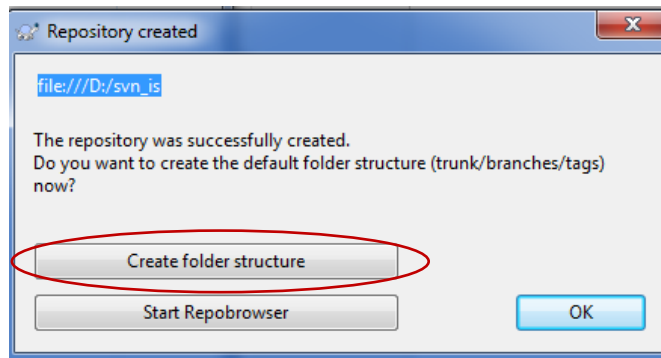 Repository created
file:///D:/svn_is
The repository was successfully created.
Do you want to create the default folder structure (trunk/branches/tags)
now?
Create folder structure
Start Repobrowser
OK